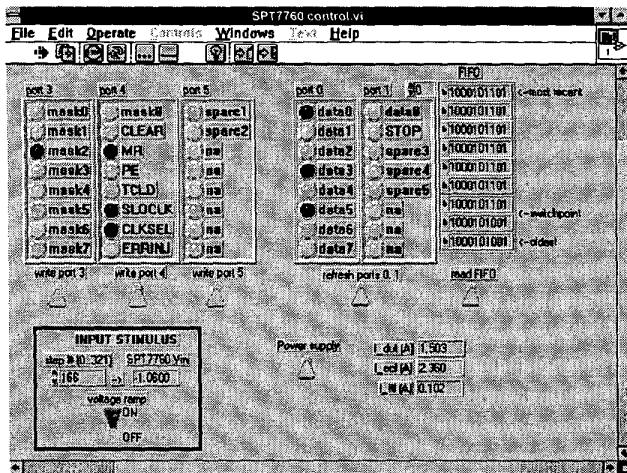 SPT7760 control.vi
File Edit Operate Controls Windows Text Help
port 3 port 4 port 5 port 0 port 1 FIFO
mask0 mask8 spare1 data0 data8 1000101101 <-most recent
mask1 CLEAR spare2 data1 STOP 1000101101
mask2 MR na data2 spare3 1000101101
mask3 PE na data3 spare4 1000101101
mask4 TCLD na data4 spare5 1000101101
mask5 SLOCLK na data5 na 1000101101
mask6 CLKSEL na data6 na 1000101001 <-switchpoint
mask7 ERRINJ na data7 na 1000101001 <-oldest
write port 3 write port 4 write port 5 refresh ports 0, 1 read FIFO
INPUT STIMULUS
step # (0..321) SPT7760 Vin
166 -> -1.0600
voltage ramp
ON
OFF
Power supply
I_dut (A) 1.503
I_ecl (A) 2.360
I_ttl (A) 0.102